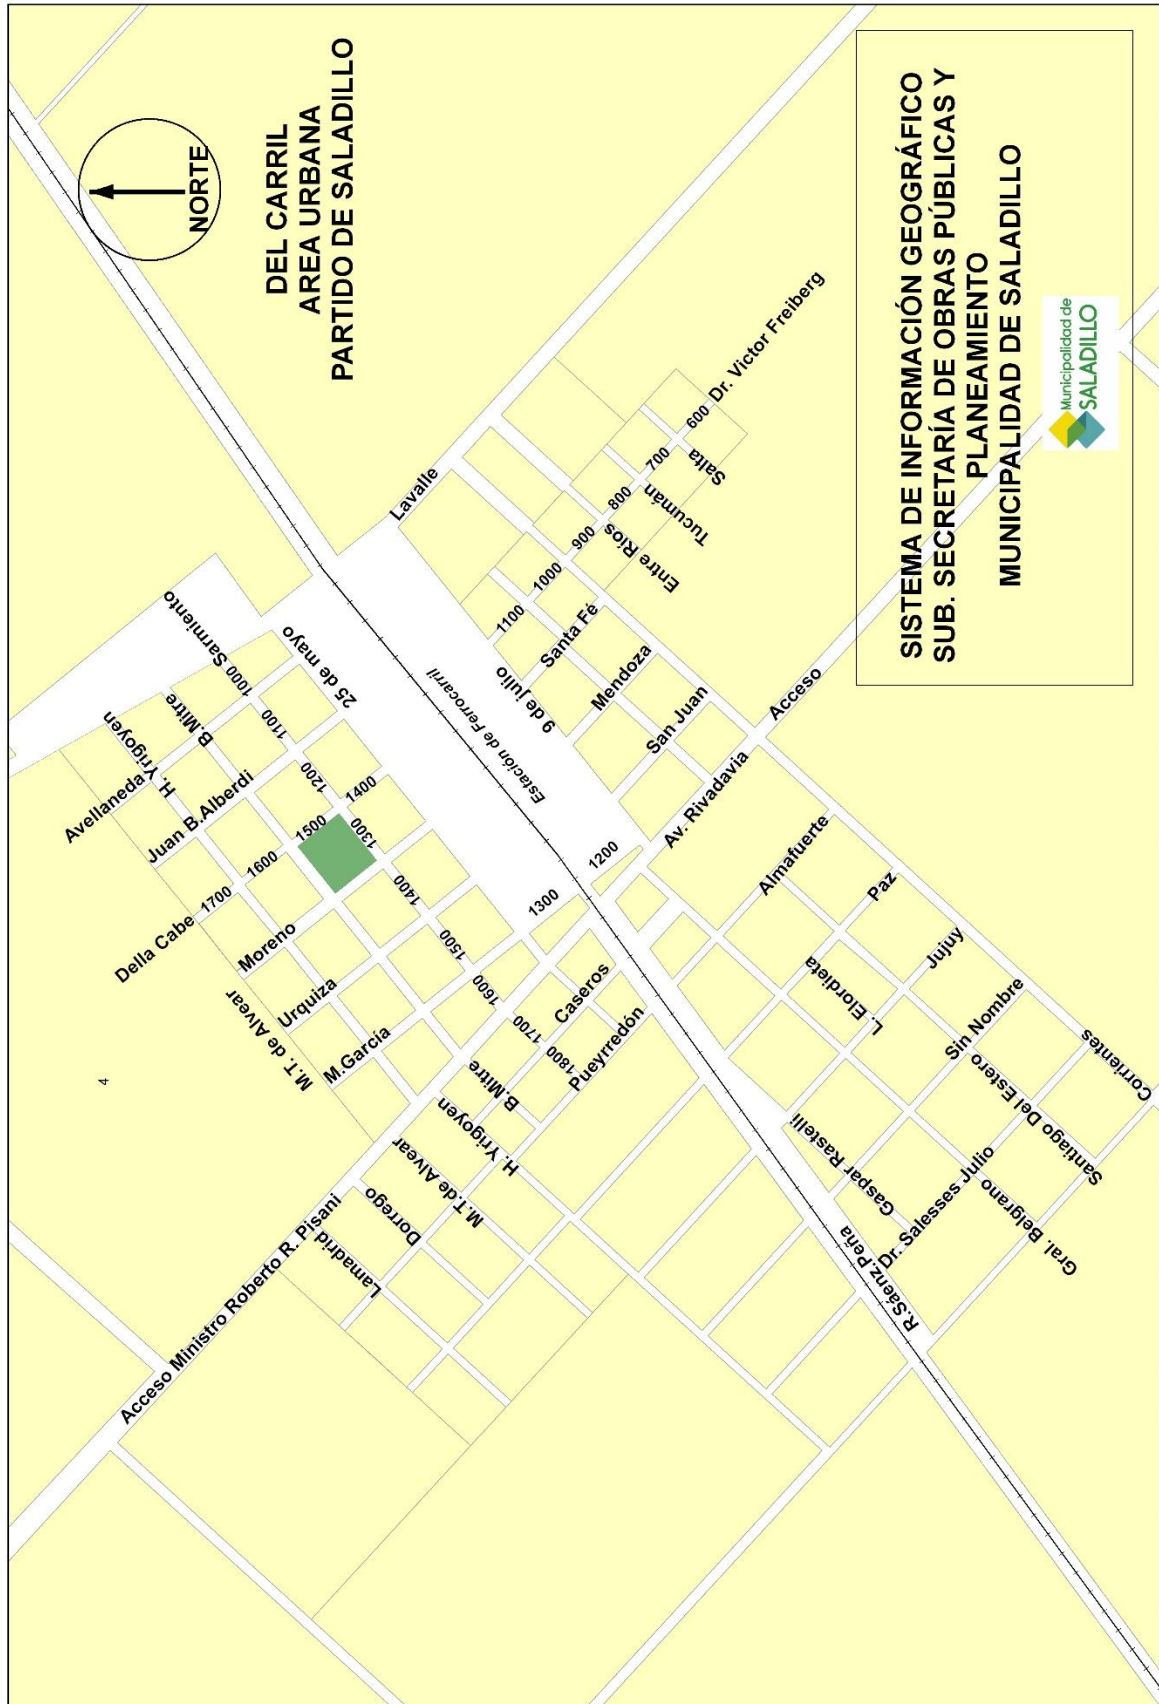 NORTE
DEL CARRIL
AREA URBANA
PARTIDO DE SALADILLO
SISTEMA DE INFORMACIÓN GEOGRÁFICO
SUB. SECRETARÍA DE OBRAS PÚBLICAS Y
PLANEAMIENTO
MUNICIPALIDAD DE SALADILLO
Municipalidad de
SALADILLO
4
Acceso Ministro Roberto R. Pisani
Lamadrid
Dorrego
M.T.de Alvear
H. Yrigoyen
B.Mitre
Pueyrredón
Caseros
M.T. de Alvear
M.García
Urquiza
Moreno
Della Cabe
Juan B.Alberdi
Avellaneda
H. Yrigoyen
B.Mitre
Sarmiento
25 de mayo
1000
1100
1200
1300
1400
1500
1600
1700
1800
1700
1600
1500
1400
1300
1200
Estación de Ferrocarril
Lavalle
9 de julio
Santa Fé
Mendoza
San Juan
Entre Ríos
Tucumán
Salta
Dr. Victor Freiberg
1100
1000
900
800
700
600
Av. Rivadavia
Acceso
Almafuerte
Paz
Jujuy
L. Elordieta
Sin Nombre
Corrientes
Santiago Del Estero
Gral. Belgrano
Dr. Salesses Julio
Gaspar Rastelli
R.Sáenz.Peña